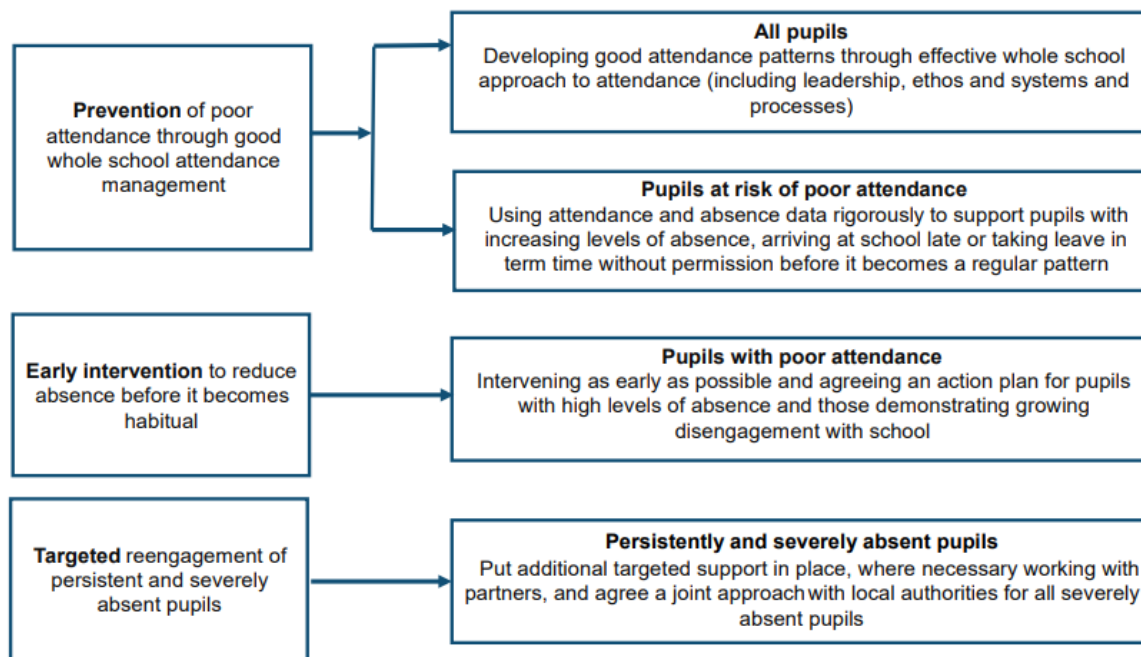 Prevention of poor
attendance through good
whole school attendance
management
All pupils
Developing good attendance patterns through effective whole school
approach to attendance (including leadership, ethos and systems and
processes)
Pupils at risk of poor attendance
Using attendance and absence data rigorously to support pupils with
increasing levels of absence, arriving at school late or taking leave in
term time without permission before it becomes a regular pattern
Early intervention to reduce
absence before it becomes
habitual
Pupils with poor attendance
Intervening as early as possible and agreeing an action plan for pupils
with high levels of absence and those demonstrating growing
disengagement with school
Targeted reengagement of
persistent and severely
absent pupils
Persistently and severely absent pupils
Put additional targeted support in place, where necessary working with
partners, and agree a joint approach with local authorities for all severely
absent pupils